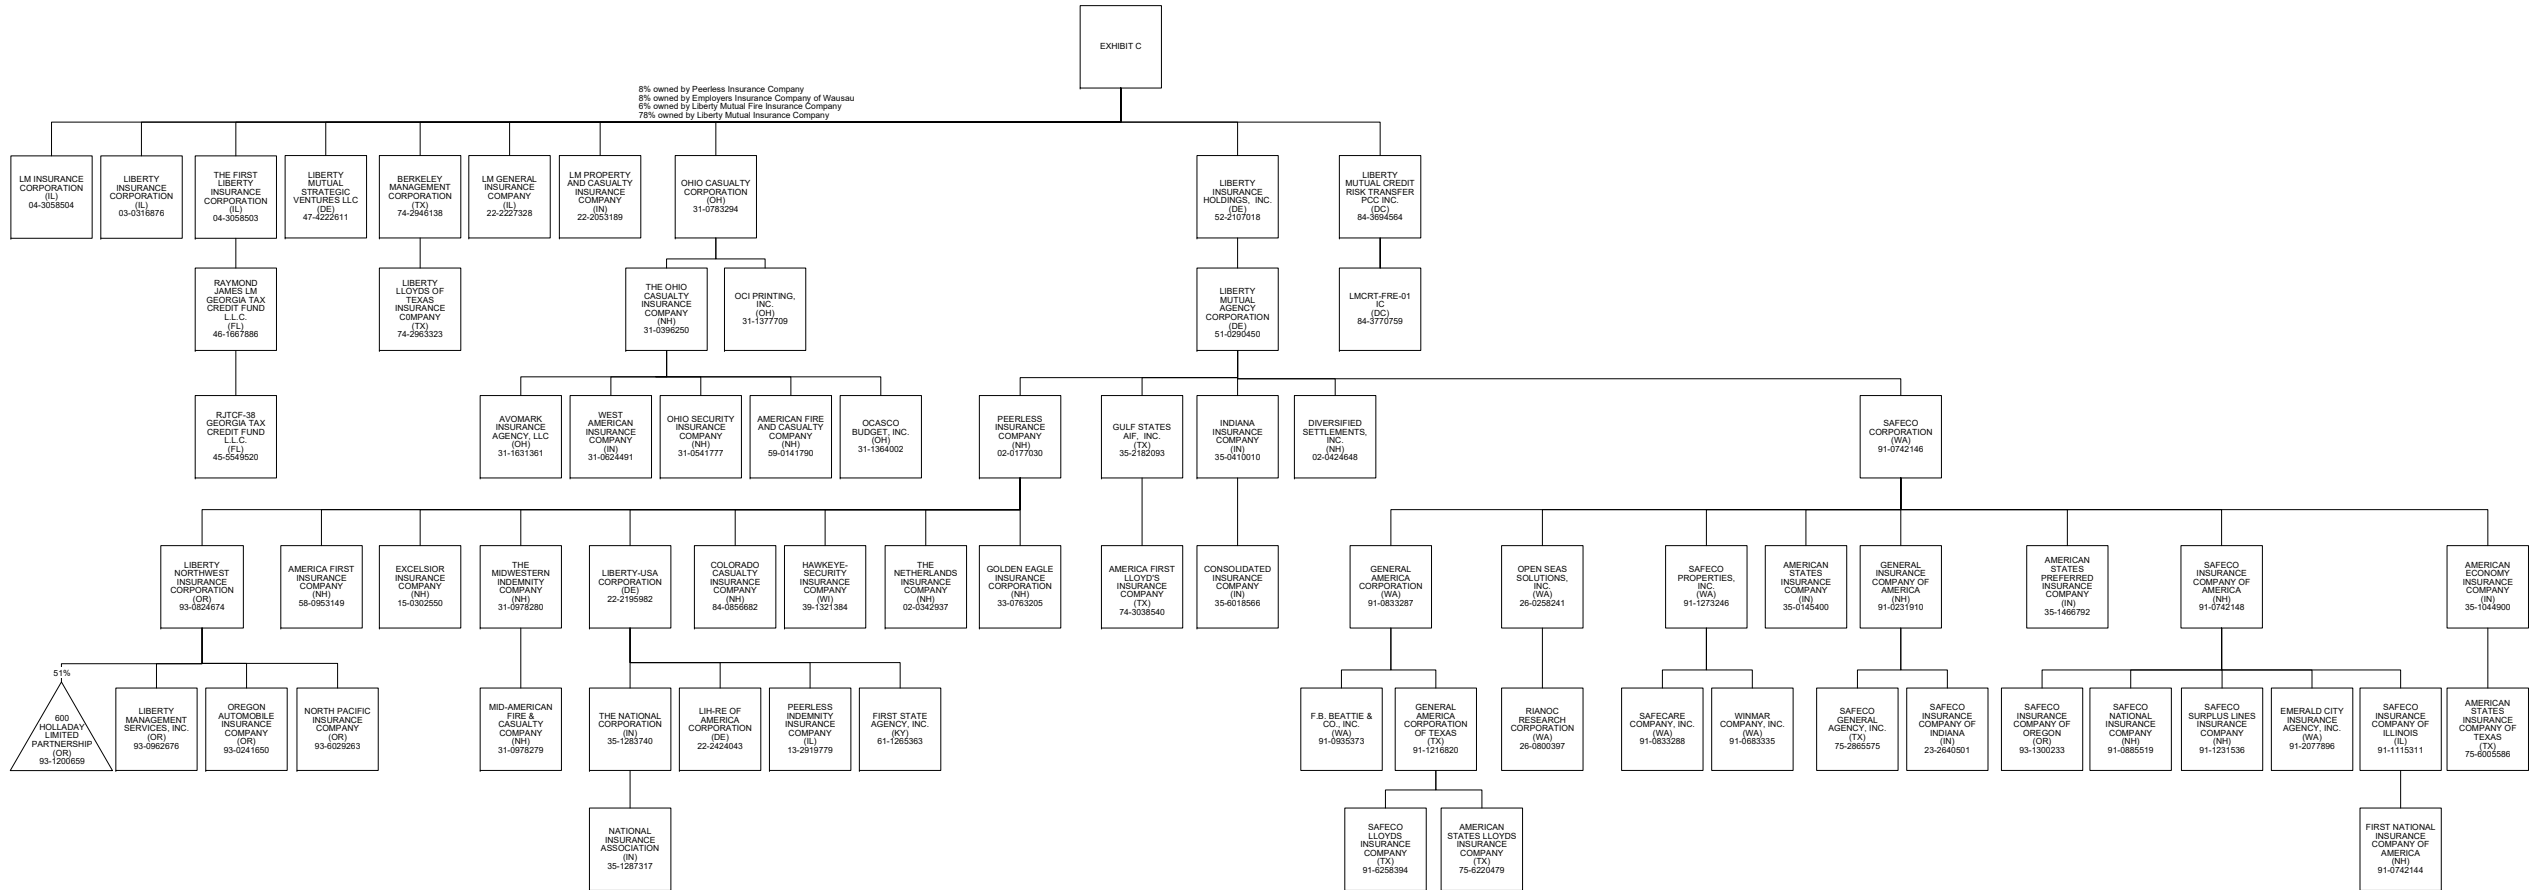 EXHIBIT C
8% owned by Peerless Insurance Company
8% owned by Employers Insurance Company of Wausau
6% owned by Liberty Mutual Fire Insurance Company
78% owned by Liberty Mutual Insurance Company
LM INSURANCE
CORPORATION
(IL)
04-3058504
LIBERTY
INSURANCE
CORPORATION
(IL)
03-0316876
THE FIRST
LIBERTY
INSURANCE
CORPORATION
(IL)
04-3058503
LIBERTY
MUTUAL
STRATEGIC
VENTURES LLC
(DE)
47-4222611
BERKELEY
MANAGEMENT
CORPORATION
(TX)
74-2946138
LM GENERAL
INSURANCE
COMPANY
(IL)
22-2227328
LM PROPERTY
AND CASUALTY
INSURANCE
COMPANY
(IN)
22-2053189
OHIO CASUALTY
CORPORATION
(OH)
31-0783294
LIBERTY
INSURANCE
HOLDINGS, INC.
(DE)
52-2107018
LIBERTY
MUTUAL CREDIT
RISK TRANSFER
PCC INC.
(DC)
84-3694564
RAYMOND
JAMES LM
GEORGIA TAX
CREDIT FUND
L.L.C.
(FL)
46-1667886
LIBERTY
LLOYDS OF
TEXAS
INSURANCE
C0MPANY
(TX)
74-2963323
THE OHIO
CASUALTY
INSURANCE
COMPANY
(NH)
31-0396250
OCI PRINTING,
INC.
(OH)
31-1377709
LIBERTY
MUTUAL
AGENCY
CORPORATION
(DE)
51-0290450
LMCRT-FRE-01
IC
(DC)
84-3770759
RJTCF-38
GEORGIA TAX
CREDIT FUND
L.L.C.
(FL)
45-5549520
AVOMARK
INSURANCE
AGENCY, LLC
(OH)
31-1631361
WEST
AMERICAN
INSURANCE
COMPANY
(IN)
31-0624491
OHIO SECURITY
INSURANCE
COMPANY
(NH)
31-0541777
AMERICAN FIRE
AND CASUALTY
COMPANY
(NH)
59-0141790
OCASCO
BUDGET, INC.
(OH)
31-1364002
PEERLESS
INSURANCE
COMPANY
(NH)
02-0177030
GULF STATES
AIF, INC.
(TX)
35-2182093
INDIANA
INSURANCE
COMPANY
(IN)
35-0410010
DIVERSIFIED
SETTLEMENTS,
INC.
(NH)
02-0424648
SAFECO
CORPORATION
(WA)
91-0742146
LIBERTY
NORTHWEST
INSURANCE
CORPORATION
(OR)
93-0824674
AMERICA FIRST
INSURANCE
COMPANY
(NH)
58-0953149
EXCELSIOR
INSURANCE
COMPANY
(NH)
15-0302550
THE
MIDWESTERN
INDEMNITY
COMPANY
(NH)
31-0978280
LIBERTY-USA
CORPORATION
(DE)
22-2195982
COLORADO
CASUALTY
INSURANCE
COMPANY
(NH)
84-0856682
HAWKEYE-
SECURITY
INSURANCE
COMPANY
(WI)
39-1321384
THE
NETHERLANDS
INSURANCE
COMPANY
(NH)
02-0342937
GOLDEN EAGLE
INSURANCE
CORPORATION
(NH)
33-0763205
AMERICA FIRST
LLOYD'S
INSURANCE
COMPANY
(TX)
74-3038540
CONSOLIDATED
INSURANCE
COMPANY
(IN)
35-6018566
GENERAL
AMERICA
CORPORATION
(WA)
91-0833287
OPEN SEAS
SOLUTIONS,
INC.
(WA)
26-0258241
SAFECO
PROPERTIES,
INC.
(WA)
91-1273246
AMERICAN
STATES
INSURANCE
COMPANY
(IN)
35-0145400
GENERAL
INSURANCE
COMPANY OF
AMERICA
(NH)
91-0231910
AMERICAN
STATES
PREFERRED
INSURANCE
COMPANY
(IN)
35-1466792
SAFECO
INSURANCE
COMPANY OF
AMERICA
(NH)
91-0742148
AMERICAN
ECONOMY
INSURANCE
COMPANY
(IN)
35-1044900
51%
600
HOLLADAY
LIMITED
PARTNERSHIP
(OR)
93-1200659
LIBERTY
MANAGEMENT
SERVICES, INC.
(OR)
93-0962676
OREGON
AUTOMOBILE
INSURANCE
COMPANY
(OR)
93-0241650
NORTH PACIFIC
INSURANCE
COMPANY
(OR)
93-6029263
MID-AMERICAN
FIRE &
CASUALTY
COMPANY
(NH)
31-0978279
THE NATIONAL
CORPORATION
(IN)
35-1283740
LIH-RE OF
AMERICA
CORPORATION
(DE)
22-2424043
PEERLESS
INDEMNITY
INSURANCE
COMPANY
(IL)
13-2919779
FIRST STATE
AGENCY, INC.
(KY)
61-1265363
F.B. BEATTIE &
CO., INC.
(WA)
91-0935373
GENERAL
AMERICA
CORPORATION
OF TEXAS
(TX)
91-1216820
RIANOC
RESEARCH
CORPORATION
(WA)
26-0800397
SAFECARE
COMPANY, INC.
(WA)
91-0833288
WINMAR
COMPANY, INC.
(WA)
91-0683335
SAFECO
GENERAL
AGENCY, INC.
(TX)
75-2865575
SAFECO
INSURANCE
COMPANY OF
INDIANA
(IN)
23-2640501
SAFECO
INSURANCE
COMPANY OF
OREGON
(OR)
93-1300233
SAFECO
NATIONAL
INSURANCE
COMPANY
(NH)
91-0885519
SAFECO
SURPLUS LINES
INSURANCE
COMPANY
(NH)
91-1231536
EMERALD CITY
INSURANCE
AGENCY, INC.
(WA)
91-2077896
SAFECO
INSURANCE
COMPANY OF
ILLINOIS
(IL)
91-1115311
AMERICAN
STATES
INSURANCE
COMPANY OF
TEXAS
(TX)
75-6005586
NATIONAL
INSURANCE
ASSOCIATION
(IN)
35-1287317
SAFECO
LLOYDS
INSURANCE
COMPANY
(TX)
91-6258394
AMERICAN
STATES LLOYDS
INSURANCE
COMPANY
(TX)
75-6220479
FIRST NATIONAL
INSURANCE
COMPANY OF
AMERICA
(NH)
91-0742144